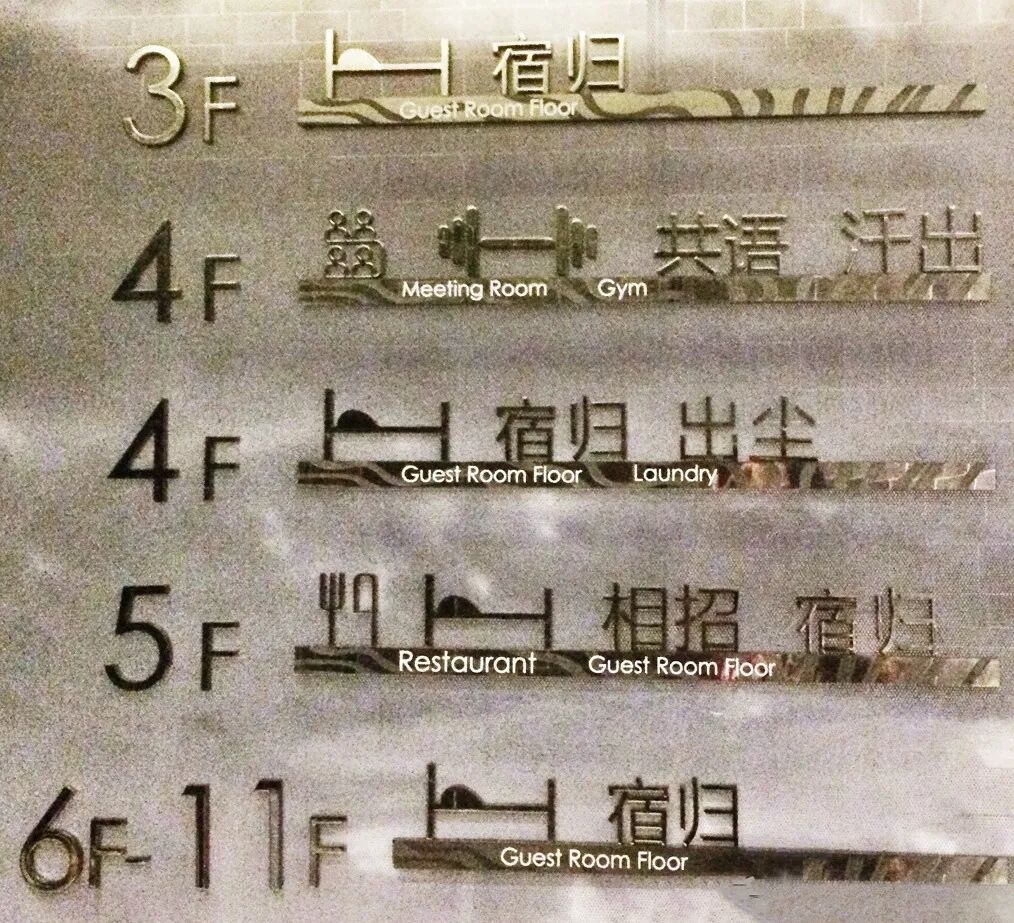 3F 宿归
Guest Room Floor
4F 共语 汗出
Meeting Room Gym
4F 宿归 出尘
Guest Room Floor Laundry
5F 相招 宿归
Restaurant Guest Room Floor
6F-11F 宿归
Guest Room Floor